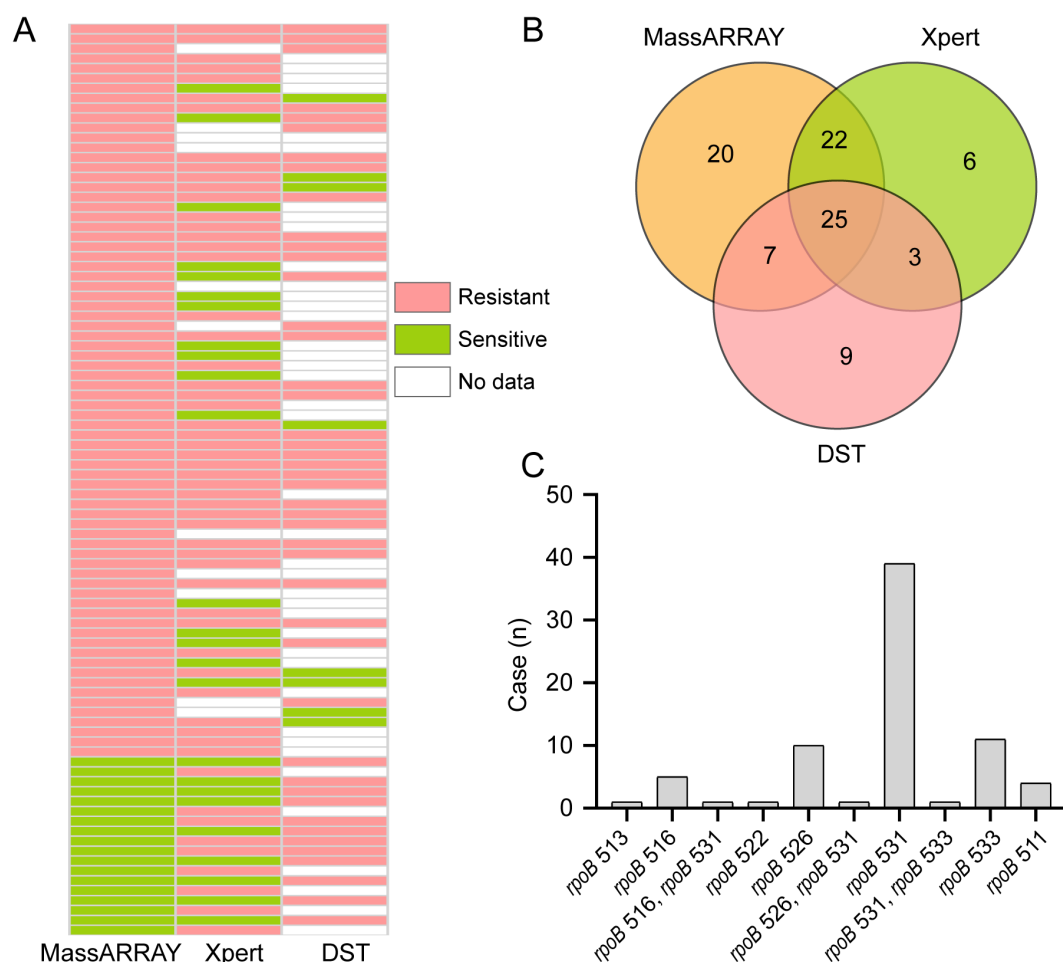 A
MassARRAY Xpert DST
Resistant
Sensitive
No data
B
MassARRAY Xpert
20 22 6
25
7 3
9
DST
C
Case (n)
50
40
30
20
10
0
rpoB 513
rpoB 516
rpoB 516, rpoB 531
rpoB 522
rpoB 526
rpoB 526, rpoB 531
rpoB 531
rpoB 531, rpoB 533
rpoB 533
rpoB 511